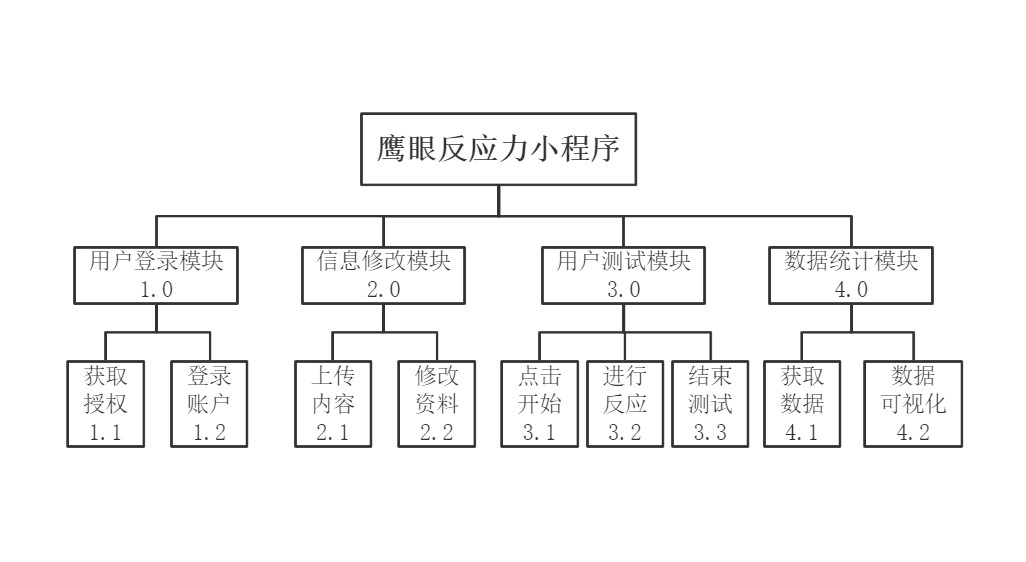 鹰眼反应力小程序
用户登录模块
1.0
信息修改模块
2.0
用户测试模块
3.0
数据统计模块
4.0
获取
授权
1.1
登录
账户
1.2
上传
内容
2.1
修改
资料
2.2
点击
开始
3.1
进行
反应
3.2
结束
测试
3.3
获取
数据
4.1
数据
可视化
4.2